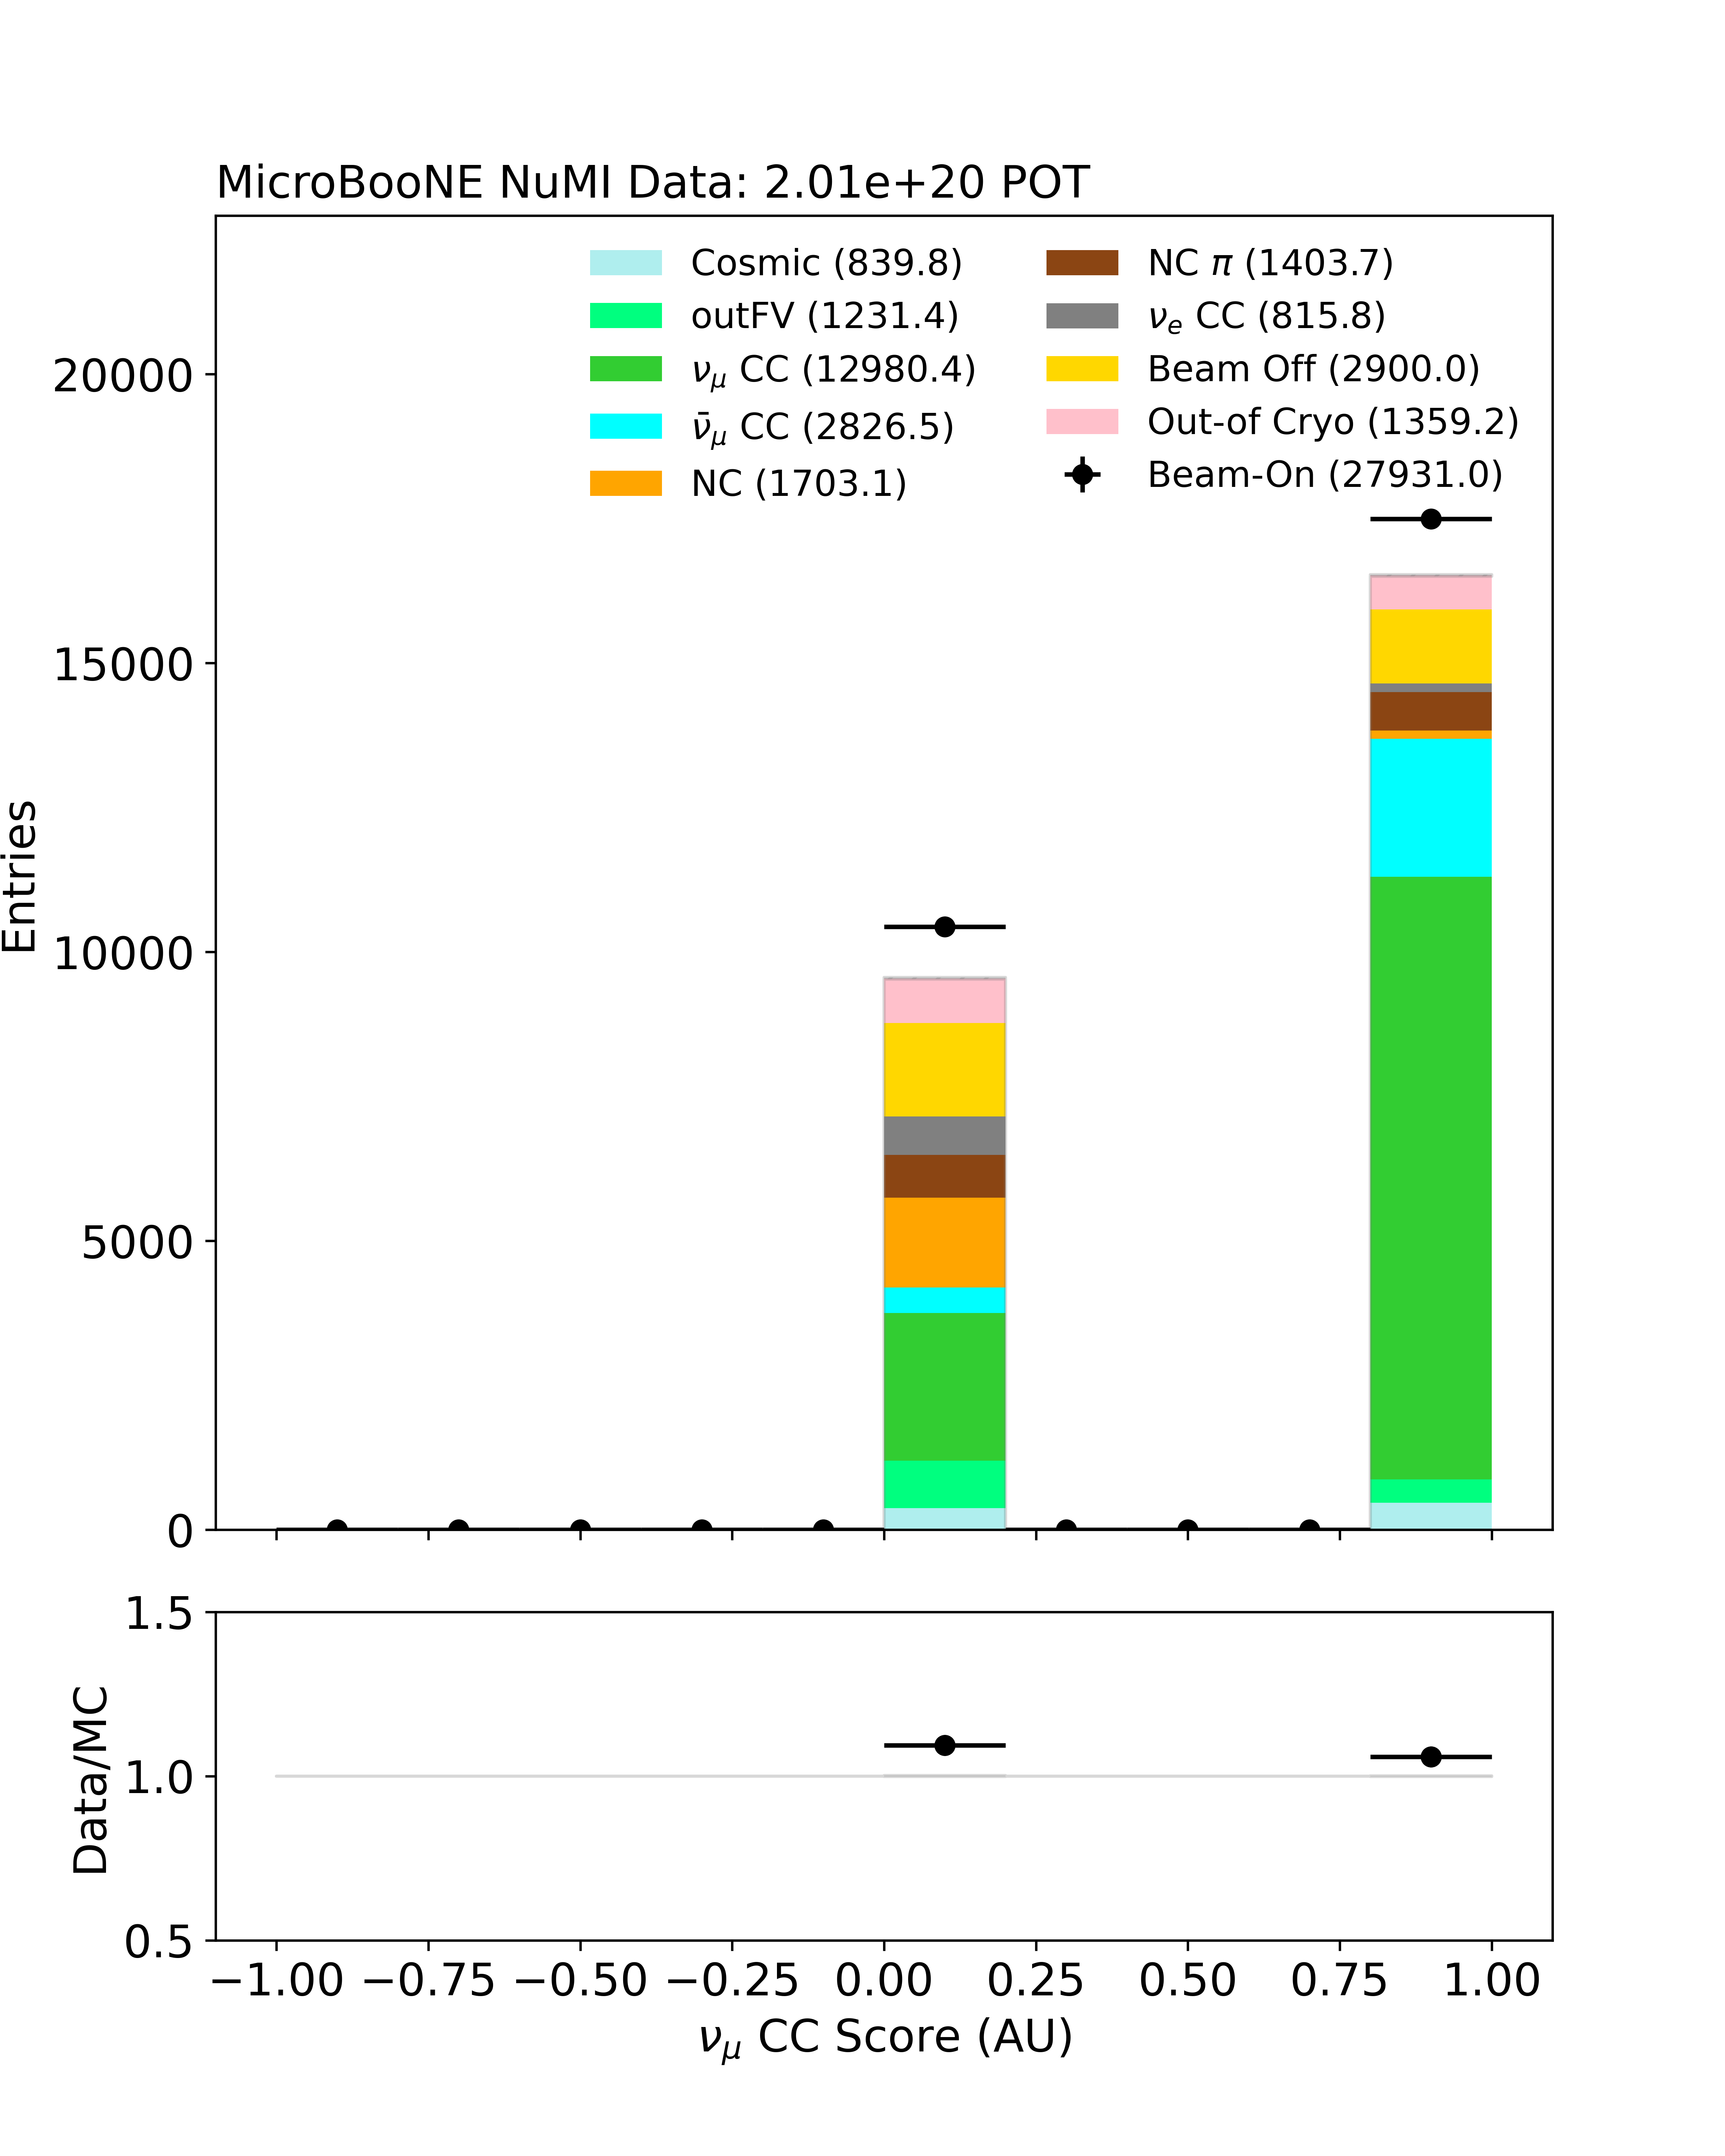 MicroBooNE NuMI Data: 2.01e+20 POT
Cosmic (839.8)
outFV (1231.4)
νμ CC (12980.4)
ν̄μ CC (2826.5)
NC (1703.1)
NC π (1403.7)
νe CC (815.8)
Beam Off (2900.0)
Out-of Cryo (1359.2)
Beam-On (27931.0)
Entries
20000
15000
10000
5000
0
Data/MC
1.5
1.0
0.5
−1.00 −0.75 −0.50 −0.25 0.00 0.25 0.50 0.75 1.00
νμ CC Score (AU)